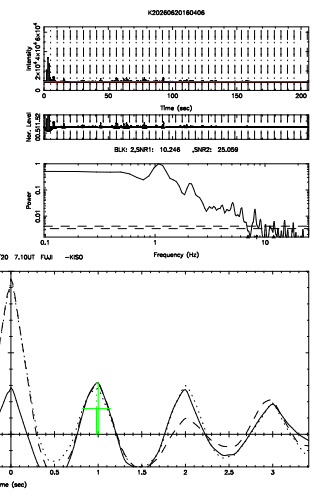 K20260620160406
Intensity
2x10⁴ 4x10⁴ 6x10⁴
0 50 100 150 200
Time (sec)
Nor. Level
0 0.5 1 1.5 2
BLK: 2,SNR1: 10.246 ,SNR2: 25.059
Power
1
0.1
0.01
0.1 1 10
Frequency (Hz)
20 7.10UT FUJI -KISO
0 0.5 1.0 1.5 2.0 2.5 3
me (sec)